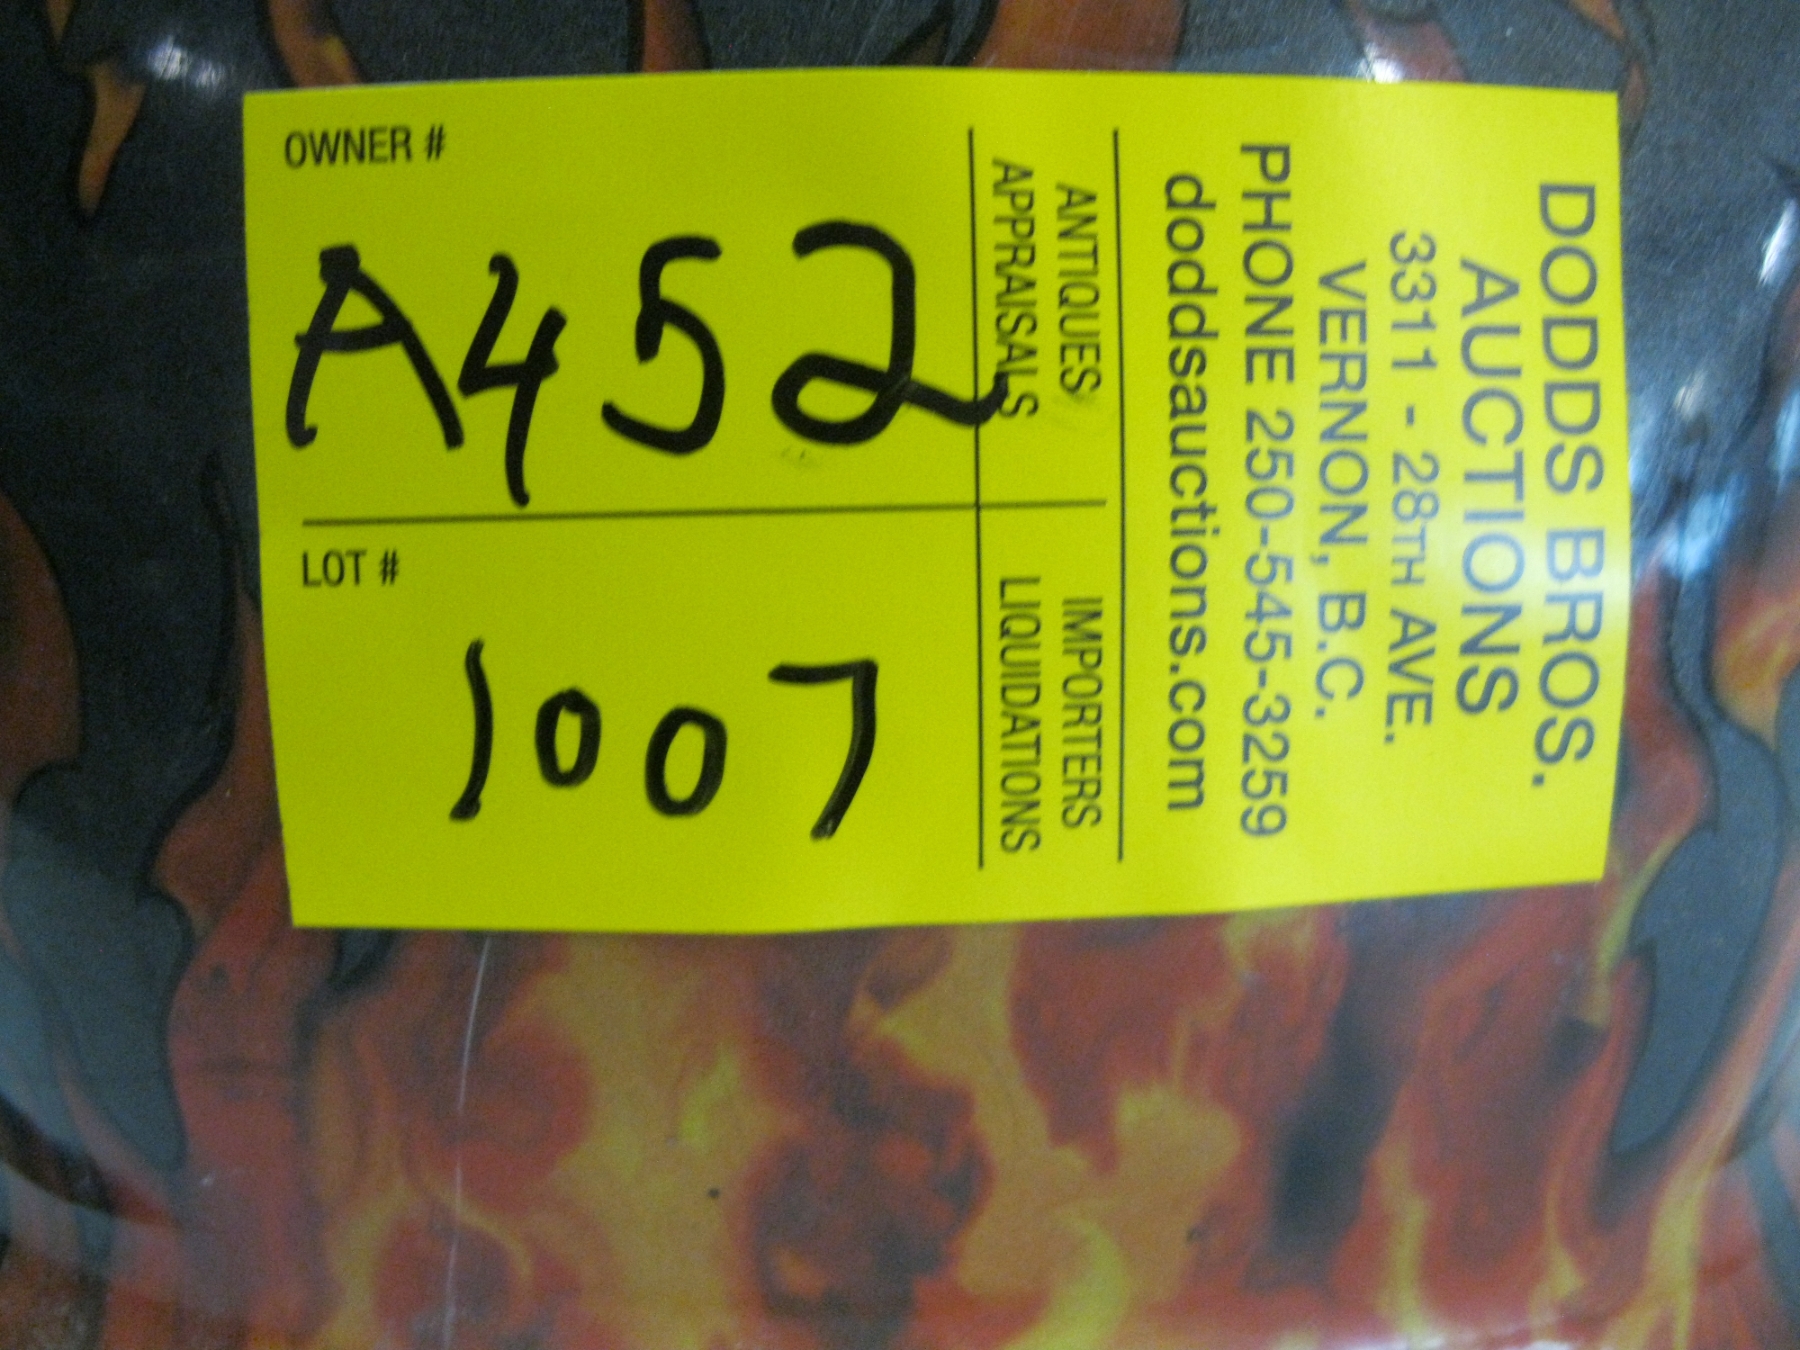 DODDS BROS.
AUCTIONS
3311 - 28TH AVE.
VERNON, B.C.
PHONE 250-545-3259
doddsauctions.com
ANTIQUES IMPORTERS
APPRAISALS LIQUIDATIONS
OWNER #
A452
LOT #
1007